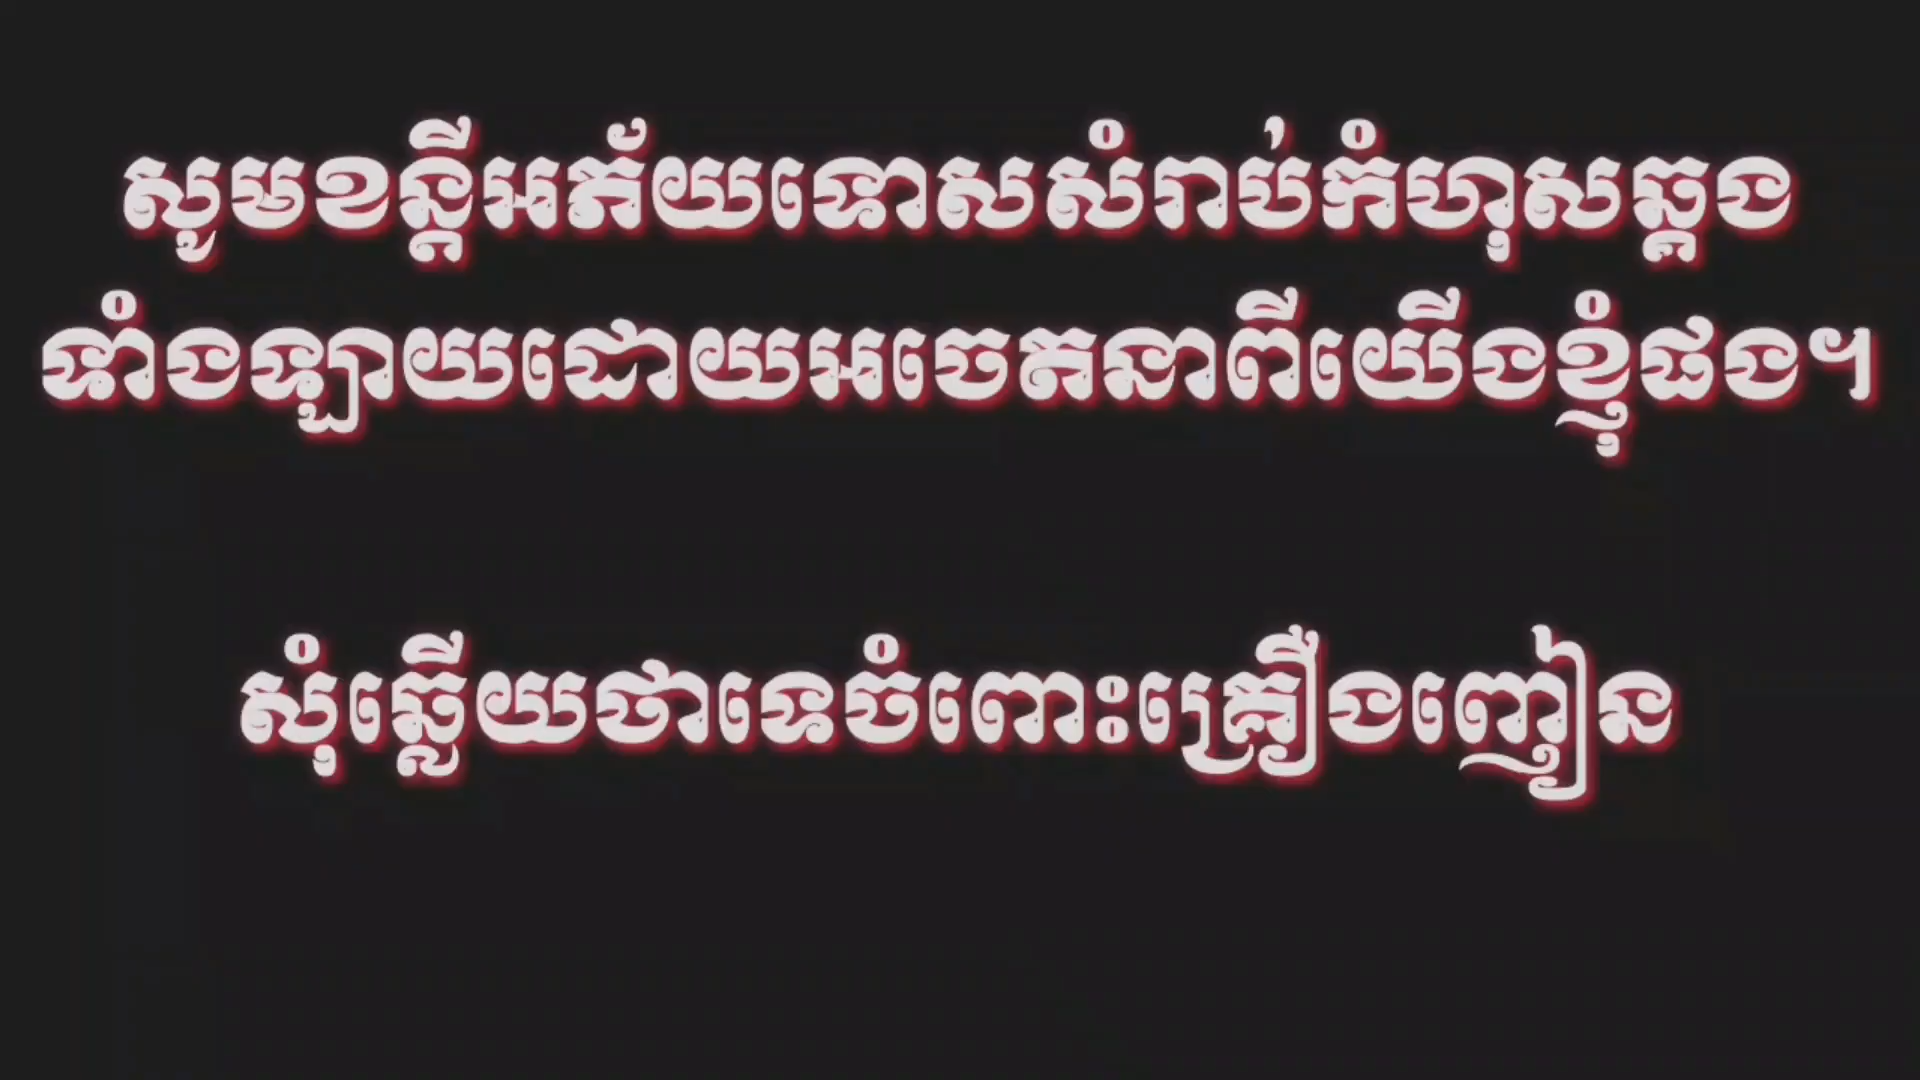 សូមខន្តីអភ័យទោសសំរាប់កំហុសឆ្គង
ទាំងឡាយដោយអចេតនាពីយើងខ្ញុំផង។
សុំឆ្លើយថាទេចំពោះគ្រឿងញៀន